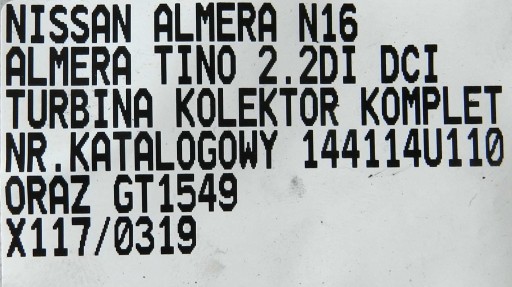 NISSAN ALMERA N16
ALMERA TINO 2.2DI DCI
TURBINA KOLEKTOR KOMPLET
NR.KATALOGOWY 144114U110
ORAZ GT1549
X117/0319